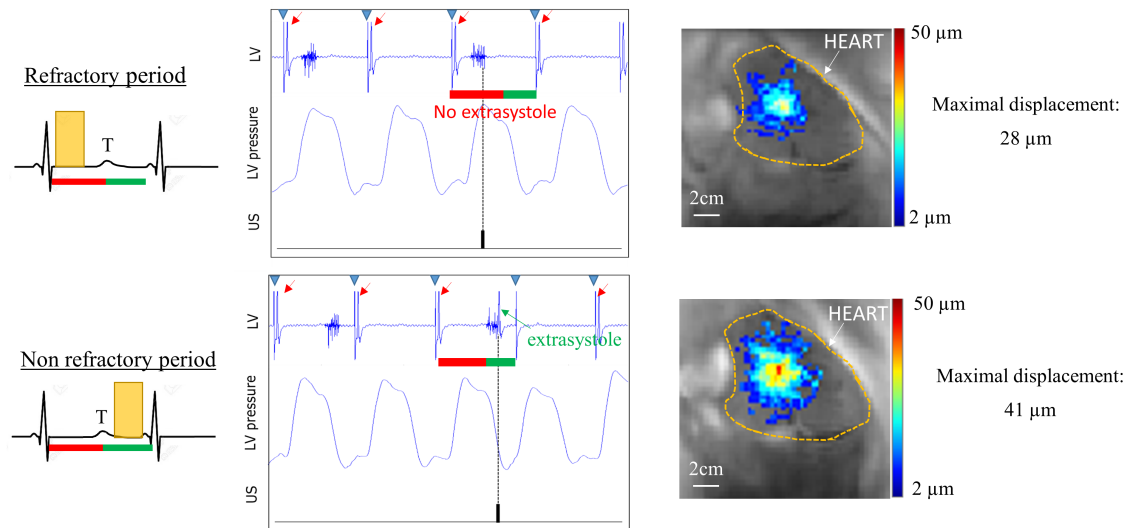 Refractory period
T
LV
LV pressure
US
No extrasystole
HEART
2cm
50 µm
2 µm
Maximal displacement:
28 µm
Non refractory period
T
LV
LV pressure
US
extrasystole
HEART
2cm
50 µm
2 µm
Maximal displacement:
41 µm